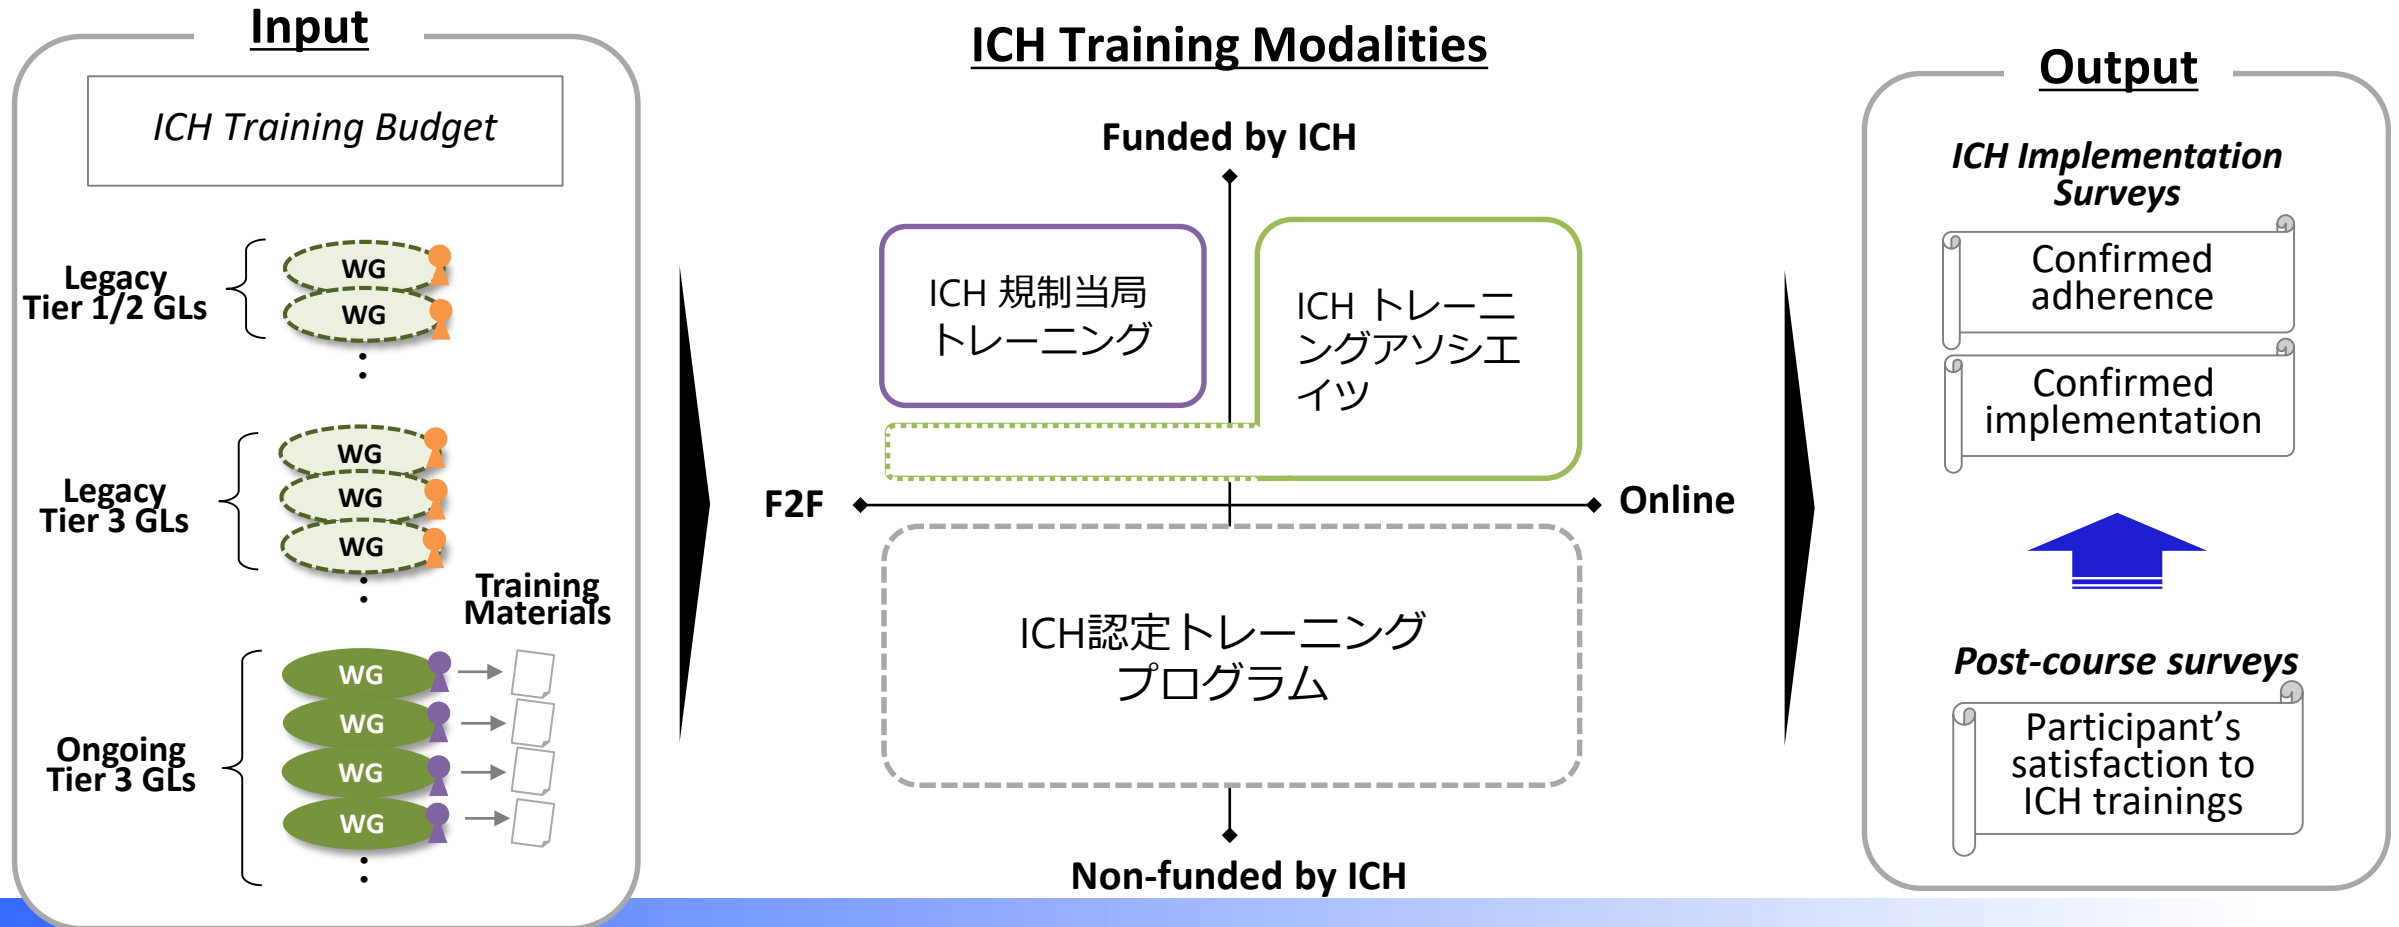 Input
ICH Training Budget
Legacy
Tier 1/2 GLs
WG
WG
Legacy
Tier 3 GLs
WG
WG
WG
Training
Materials
Ongoing
Tier 3 GLs
WG
WG
WG
WG
ICH Training Modalities
Funded by ICH
ICH 規制当局
トレーニング
ICH トレーニ
ングアソシエ
イツ
F2F
Online
ICH認定トレーニング
プログラム
Non-funded by ICH
Output
ICH Implementation
Surveys
Confirmed
adherence
Confirmed
implementation
Post-course surveys
Participant’s
satisfaction to
ICH trainings